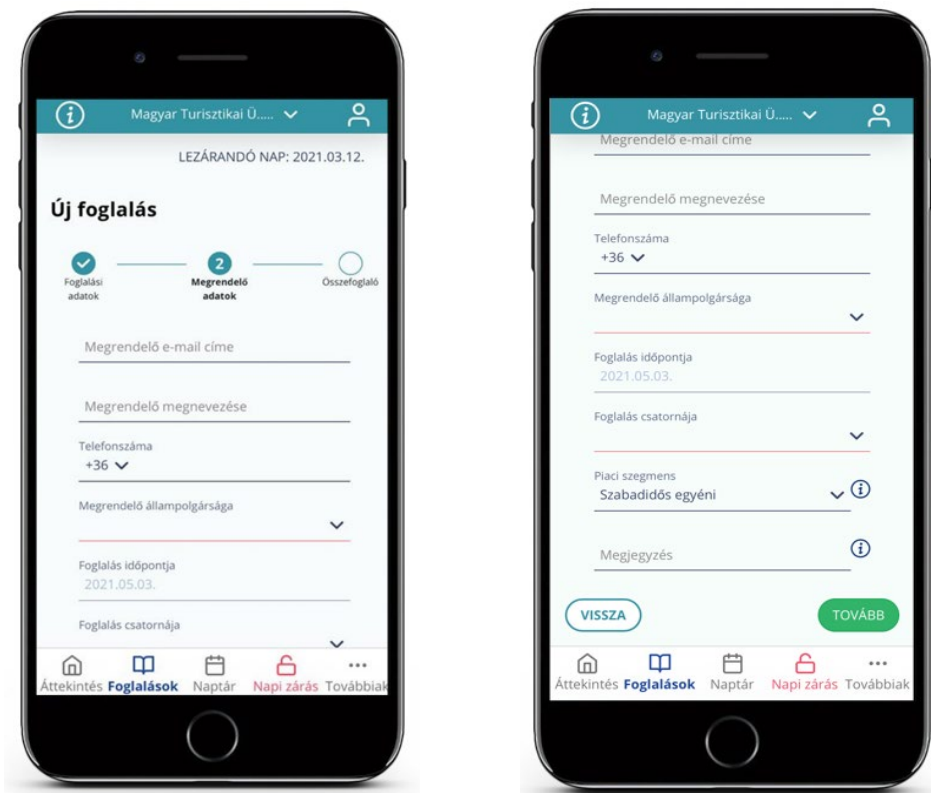 Magyar Turisztikai Ü.....
LEZÁRANDÓ NAP: 2021.03.12.
Új foglalás
2
Foglalási adatok
Megrendelő adatok
Összefoglaló
Megrendelő e-mail címe
Megrendelő megnevezése
Telefonszáma
+36
Megrendelő állampolgársága
Foglalás időpontja
2021.05.03.
Foglalás csatornája
Áttekintés Foglalások Naptár Napi zárás Továbbiak
Magyar Turisztikai Ü.....
Megrendelő e-mail címe
Megrendelő megnevezése
Telefonszáma
+36
Megrendelő állampolgársága
Foglalás időpontja
2021.05.03.
Foglalás csatornája
Piaci szegmens
Szabadidős egyéni
Megjegyzés
VISSZA TOVÁBB
Áttekintés Foglalások Naptár Napi zárás Továbbiak